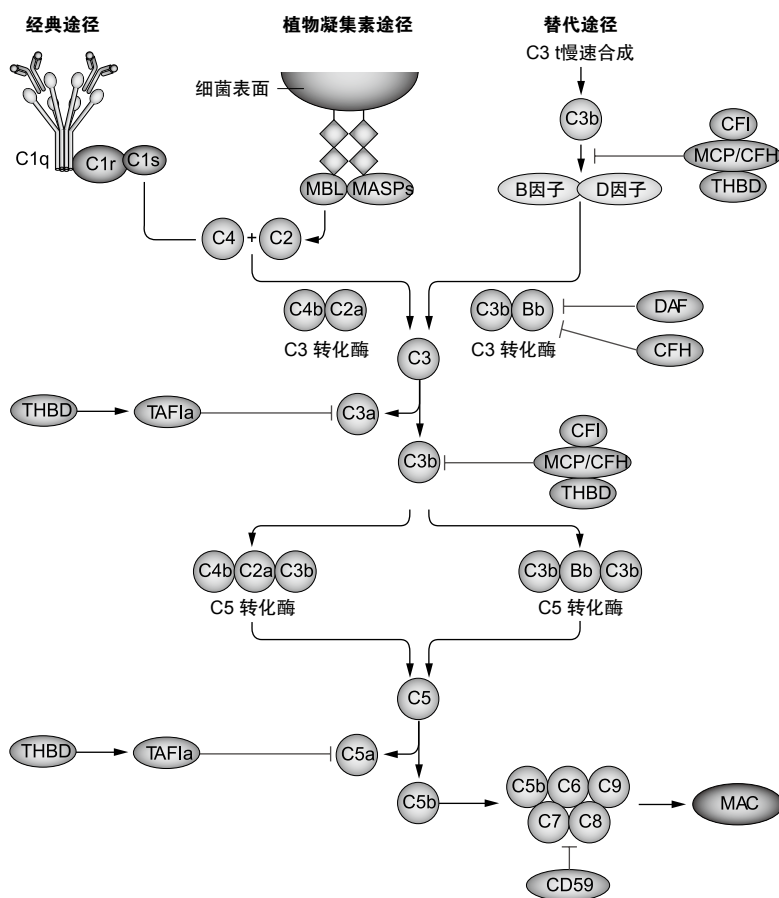 经典途径
植物凝集素途径
替代途径
C3 t慢速合成
细菌表面
C3b
CFI
MCP/CFH
THBD
C1q
C1r
C1s
MBL
MASPs
B因子
D因子
C4
+
C2
C4b
C2a
C3 转化酶
C3b
Bb
C3 转化酶
DAF
CFH
C3
THBD
TAFIa
C3a
C3b
CFI
MCP/CFH
THBD
C4b
C2a
C3b
C5 转化酶
C3b
Bb
C3b
C5 转化酶
C5
THBD
TAFIa
C5a
C5b
C5b
C6
C9
C7
C8
MAC
CD59